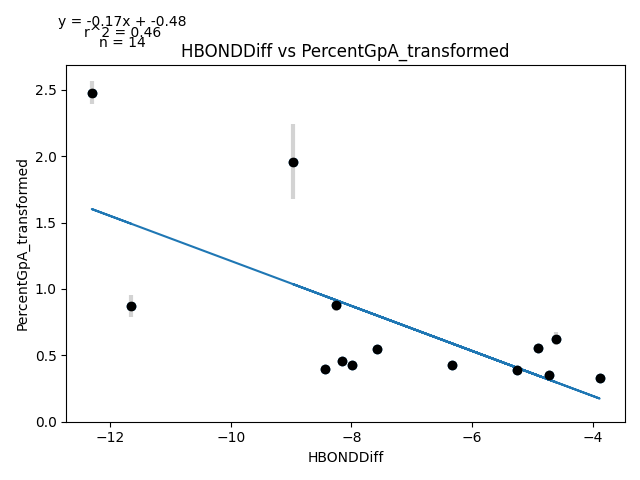 y = -0.17x + -0.48
r^2 = 0.46
n = 14
HBONDDiff vs PercentGpA_transformed
PercentGpA_transformed
2.5
2.0
1.5
1.0
0.5
0.0
−12
−10
−8
−6
−4
HBONDDiff